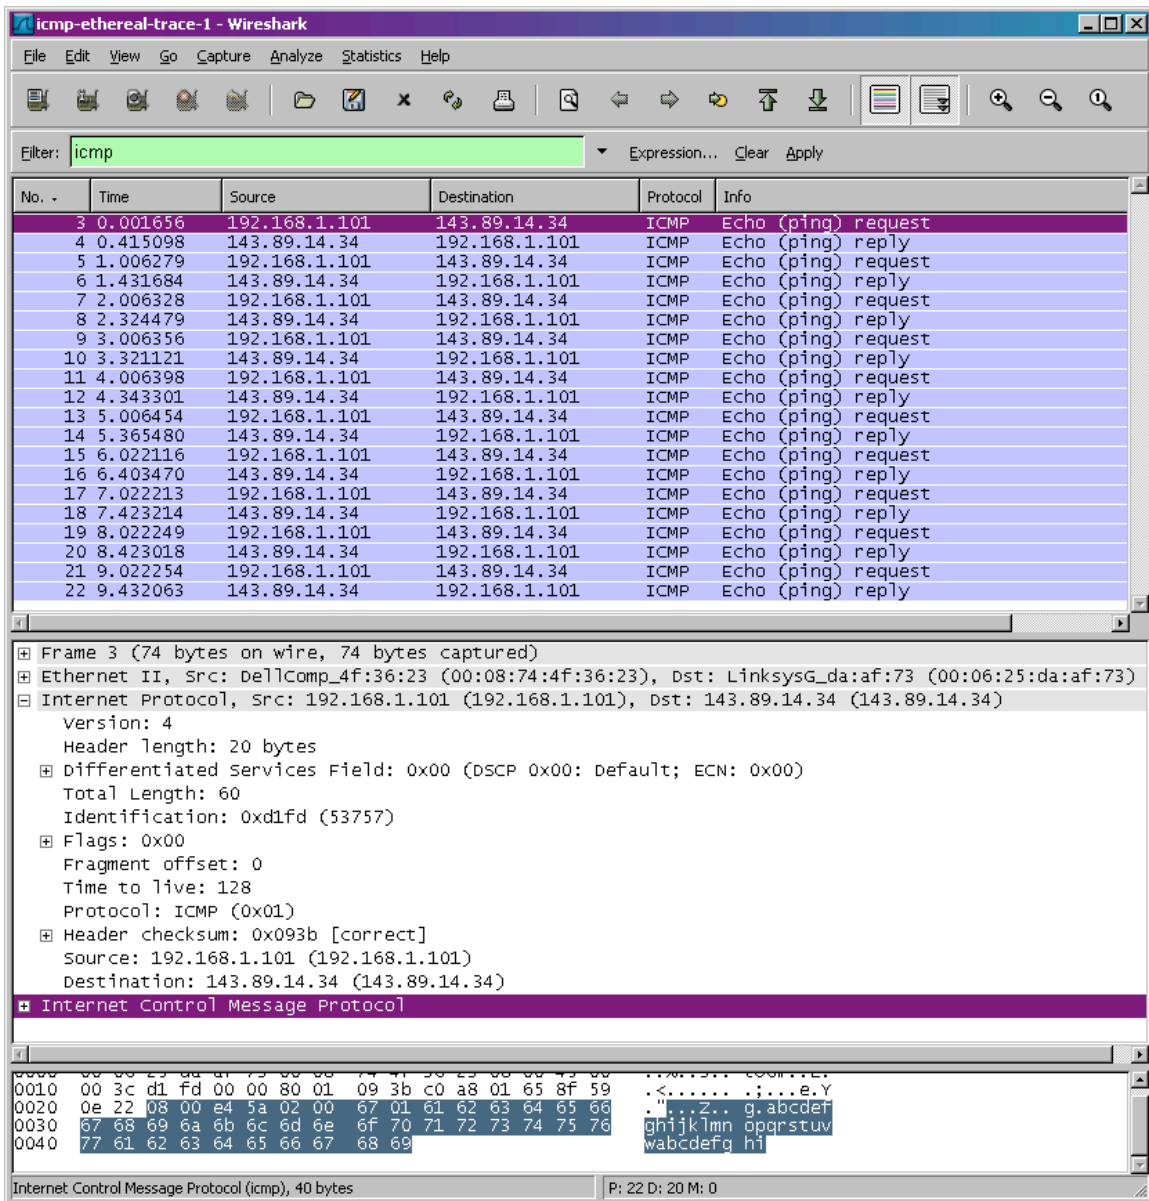 icmp-ethereal-trace-1 - Wireshark
File Edit View Go Capture Analyze Statistics Help
Filter: icmp Expression... Clear Apply
No. Time Source Destination Protocol Info
3 0.001656 192.168.1.101 143.89.14.34 ICMP Echo (ping) request
4 0.415098 143.89.14.34 192.168.1.101 ICMP Echo (ping) reply
5 1.006279 192.168.1.101 143.89.14.34 ICMP Echo (ping) request
6 1.431684 143.89.14.34 192.168.1.101 ICMP Echo (ping) reply
7 2.006328 192.168.1.101 143.89.14.34 ICMP Echo (ping) request
8 2.324479 143.89.14.34 192.168.1.101 ICMP Echo (ping) reply
9 3.006356 192.168.1.101 143.89.14.34 ICMP Echo (ping) request
10 3.321121 143.89.14.34 192.168.1.101 ICMP Echo (ping) reply
11 4.006398 192.168.1.101 143.89.14.34 ICMP Echo (ping) request
12 4.343301 143.89.14.34 192.168.1.101 ICMP Echo (ping) reply
13 5.006454 192.168.1.101 143.89.14.34 ICMP Echo (ping) request
14 5.365480 143.89.14.34 192.168.1.101 ICMP Echo (ping) reply
15 6.022116 192.168.1.101 143.89.14.34 ICMP Echo (ping) request
16 6.403470 143.89.14.34 192.168.1.101 ICMP Echo (ping) reply
17 7.022213 192.168.1.101 143.89.14.34 ICMP Echo (ping) request
18 7.423214 143.89.14.34 192.168.1.101 ICMP Echo (ping) reply
19 8.022249 192.168.1.101 143.89.14.34 ICMP Echo (ping) request
20 8.423018 143.89.14.34 192.168.1.101 ICMP Echo (ping) reply
21 9.022254 192.168.1.101 143.89.14.34 ICMP Echo (ping) request
22 9.432063 143.89.14.34 192.168.1.101 ICMP Echo (ping) reply
Frame 3 (74 bytes on wire, 74 bytes captured)
Ethernet II, Src: DellComp_4f:36:23 (00:08:74:4f:36:23), Dst: LinksysG_da:af:73 (00:06:25:da:af:73)
Internet Protocol, Src: 192.168.1.101 (192.168.1.101), Dst: 143.89.14.34 (143.89.14.34)
Version: 4
Header length: 20 bytes
Differentiated Services Field: 0x00 (DSCP 0x00: Default; ECN: 0x00)
Total Length: 60
Identification: 0xd1fd (53757)
Flags: 0x00
Fragment offset: 0
Time to live: 128
Protocol: ICMP (0x01)
Header checksum: 0x093b [correct]
Source: 192.168.1.101 (192.168.1.101)
Destination: 143.89.14.34 (143.89.14.34)
Internet Control Message Protocol
0010 00 3c d1 fd 00 00 80 01 09 3b c0 a8 01 65 8f 59 .<...... .;...e.Y
0020 0e 22 08 00 e4 5a 02 00 67 01 61 62 63 64 65 66 ."...Z.. g.abcdef
0030 67 68 69 6a 6b 6c 6d 6e 6f 70 71 72 73 74 75 76 ghijklmn opqrstuv
0040 77 61 62 63 64 65 66 67 68 69 wabcdefg hi
Internet Control Message Protocol (icmp), 40 bytes P: 22 D: 20 M: 0